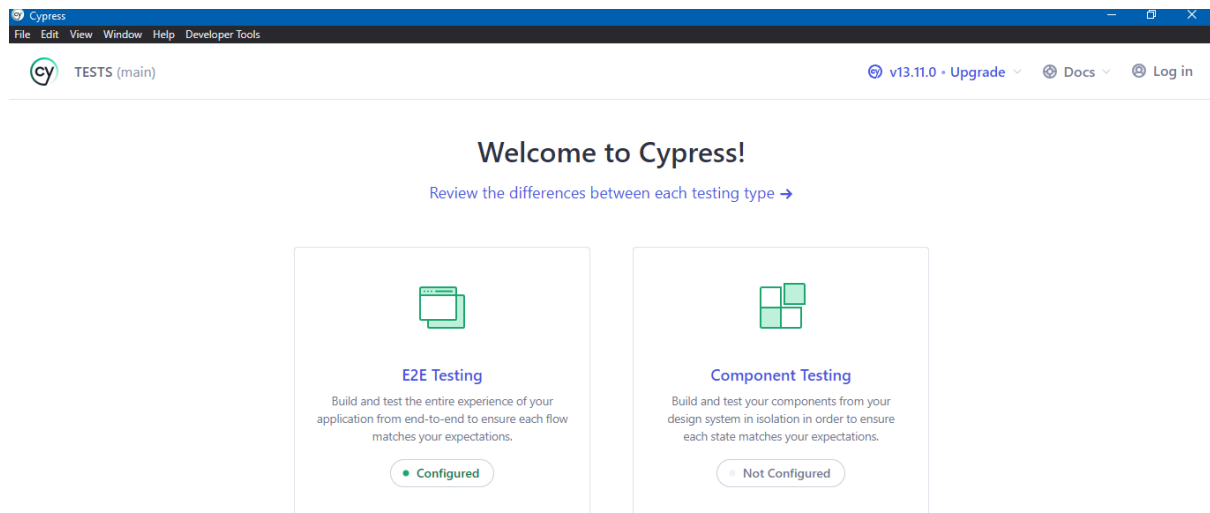 Cypress
File Edit View Window Help Developer Tools
cy TESTS (main) v13.11.0 • Upgrade Docs Log in
Welcome to Cypress!
Review the differences between each testing type →
E2E Testing
Build and test the entire experience of your
application from end-to-end to ensure each flow
matches your expectations.
Configured
Component Testing
Build and test your components from your
design system in isolation in order to ensure
each state matches your expectations.
Not Configured